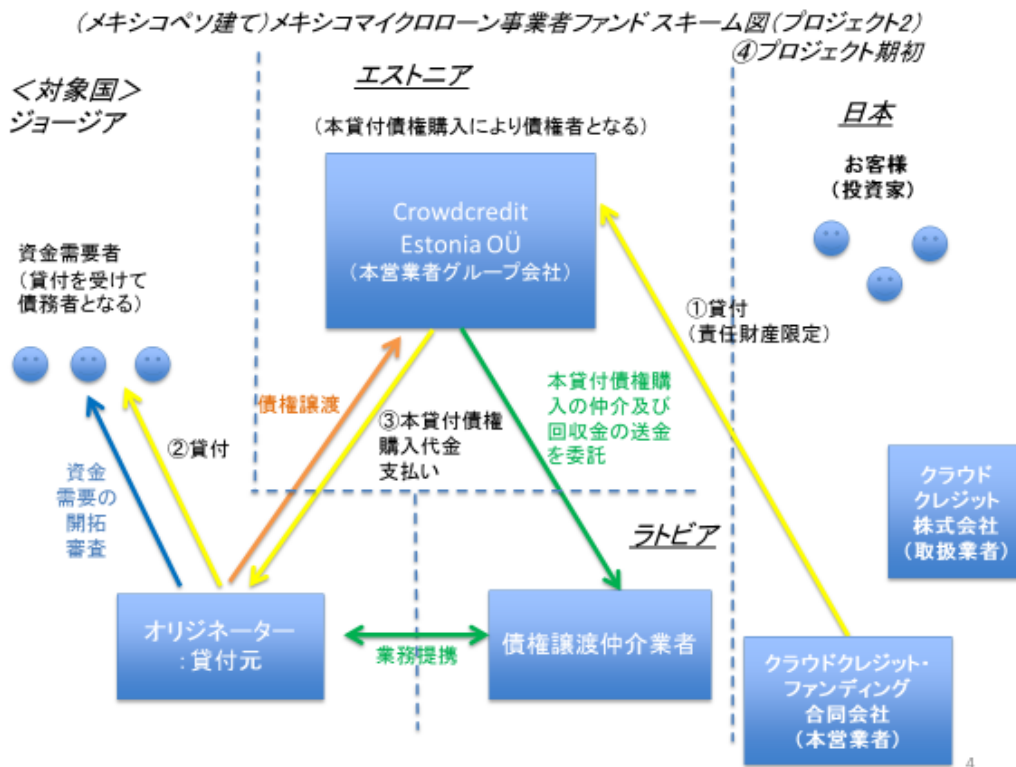 (メキシコペソ建て)メキシコマイクロローン事業者ファンド スキーム図(プロジェクト2)
④プロジェクト期初
<対象国>
ジョージア
エストニア
(本貸付債権購入により債権者となる)
日本
お客様
(投資家)
Crowdcredit
Estonia OÜ
(本営業者グループ会社)
資金需要者
(貸付を受けて
債務者となる)
①貸付
(責任財産限定)
債権譲渡
③本貸付債権
購入代金
支払い
本貸付債権購
入の仲介及び
回収金の送金
を委託
②貸付
資金
需要の
開拓
審査
クラウド
クレジット
株式会社
(取扱業者)
ラトビア
オリジネーター
:貸付元
業務提携
債権譲渡仲介業者
クラウドクレジット・
ファンディング
合同会社
(本営業者)
4